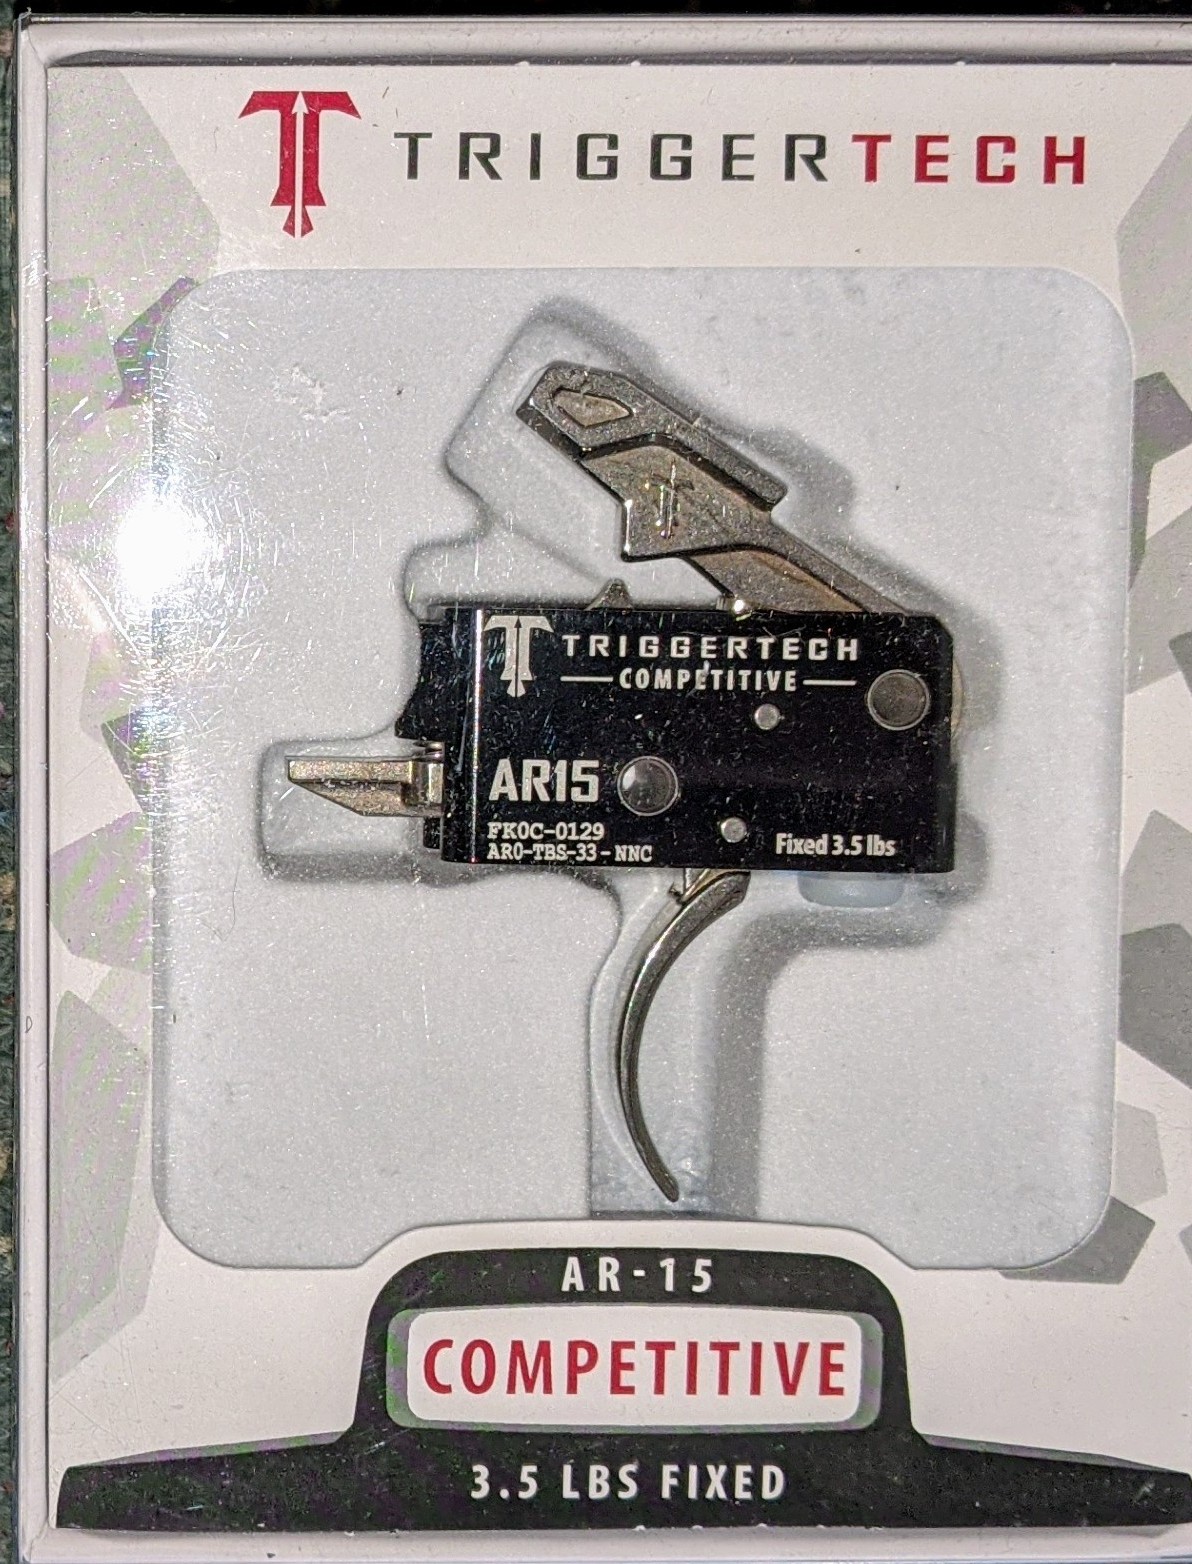 TRIGGERTECH
TRIGGERTECH
COMPETITIVE
AR15
FK0C-0129
AR0-TBS-33-NNC
Fixed 3.5 lbs
AR-15
COMPETITIVE
3.5 LBS FIXED